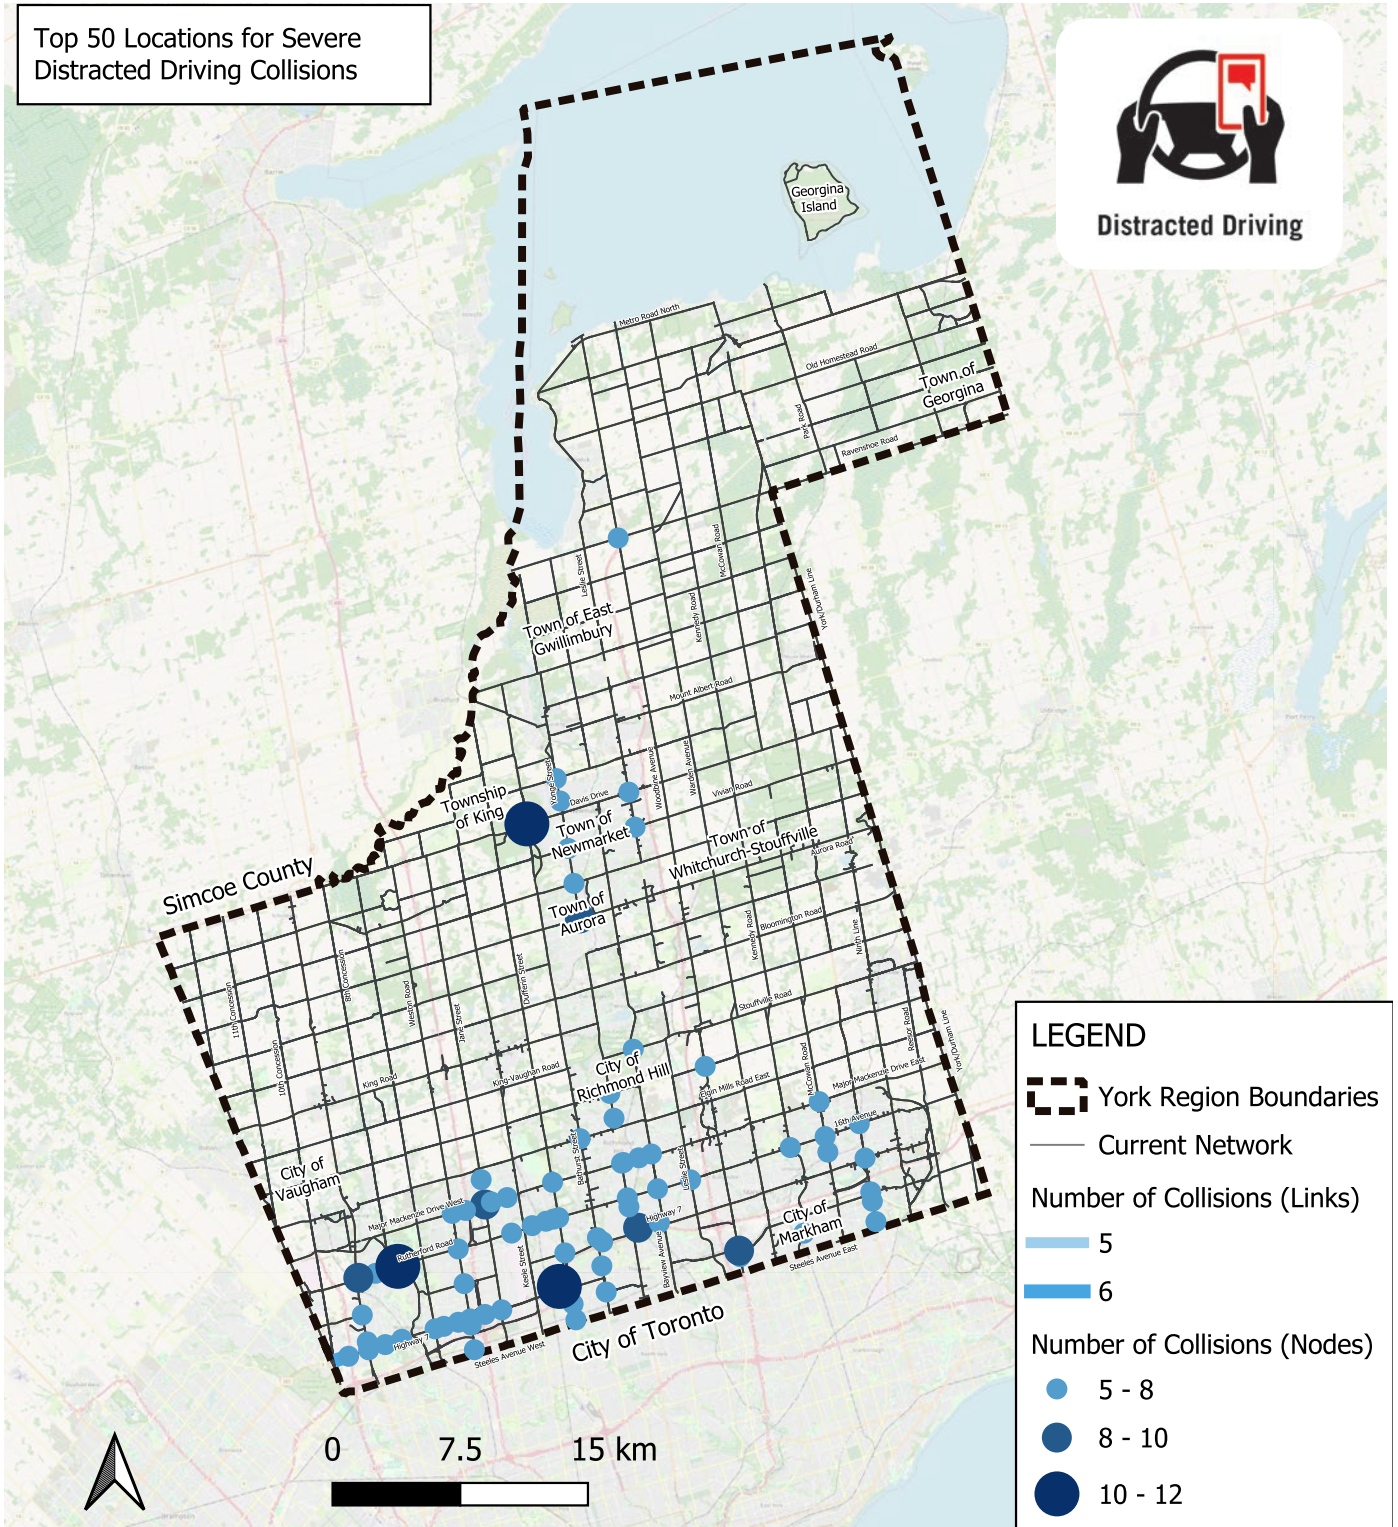 Top 50 Locations for Severe
Distracted Driving Collisions
Distracted Driving
Georgina
Island
Metro Road North
Old Homestead Road
Town of
Georgina
Park Road
Ravenshoe Road
McCowan Road
Leslie Street
York/Durham Line
Kennedy Road
Town of East
Gwillimbury
Mount Albert Road
Woodbine Avenue
Warden Avenue
Yonge Street
Davis Drive
Vivian Road
Township
of King
Town of
Newmarket
Town of
Whitchurch-Stouffville
Aurora Road
Simcoe County
Town of
Aurora
Kennedy Road
Bloomington Road
Ninth Line
8th Concession
Dufferin Street
11th Concession
Weston Road
Jane Street
Stouffville Road
Reesor Road
York/Durham Line
10th Concession
King Road
King-Vaughan Road
City of
Richmond Hill
Elgin Mills Road East
McCowan Road
Major Mackenzie Drive East
16th Avenue
City of
Vaugham
Bathurst Street
Leslie Street
Major Mackenzie Drive West
Highway 7
City of
Markham
Rutherford Road
Keele Street
Bayview Avenue
Steeles Avenue East
Highway 7
Steeles Avenue West
City of Toronto
0 7.5 15 km
LEGEND
York Region Boundaries
Current Network
Number of Collisions (Links)
5
6
Number of Collisions (Nodes)
5 - 8
8 - 10
10 - 12